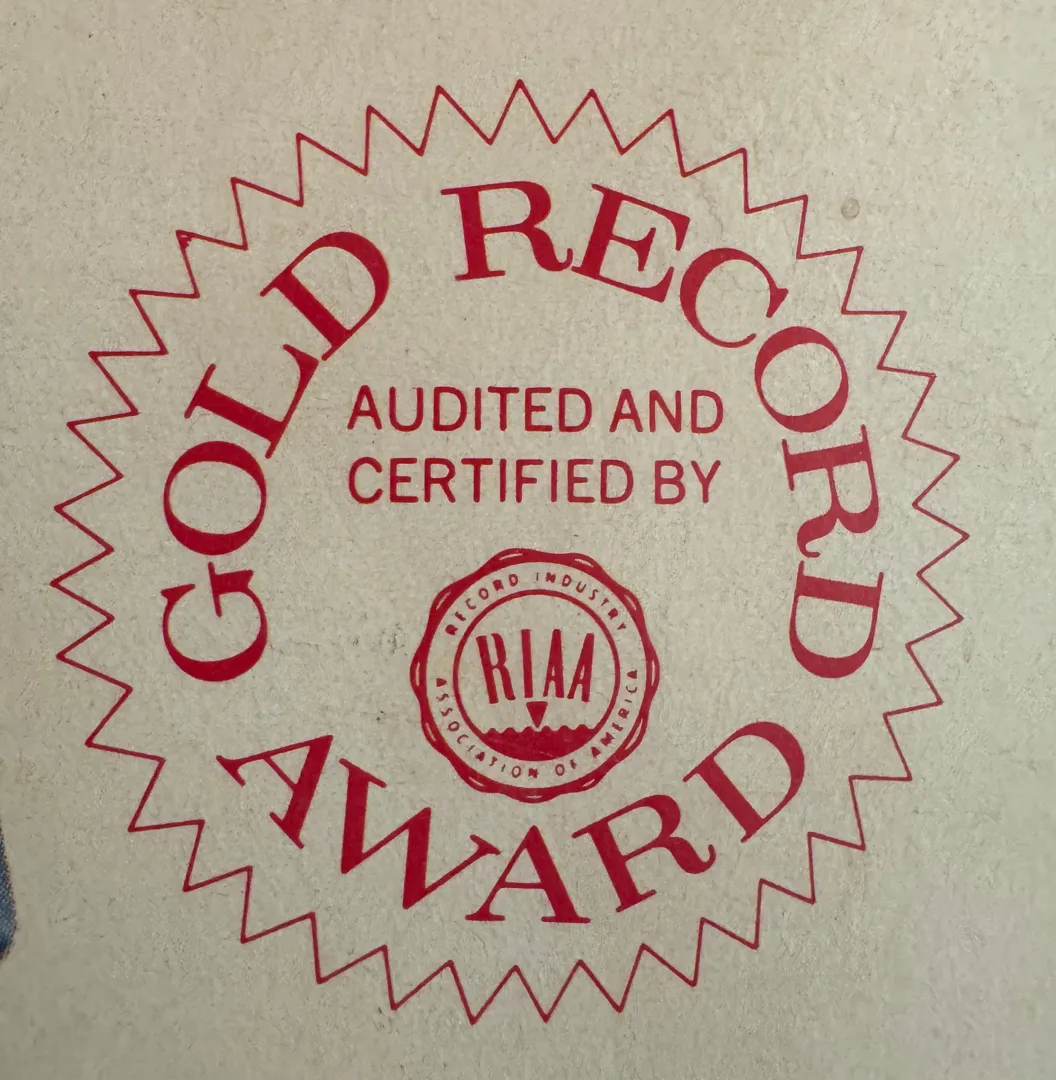 GOLD RECORD
AUDITED AND
CERTIFIED BY
RECORD INDUSTRY
RIAA
ASSOCIATION OF AMERICA
AWARD